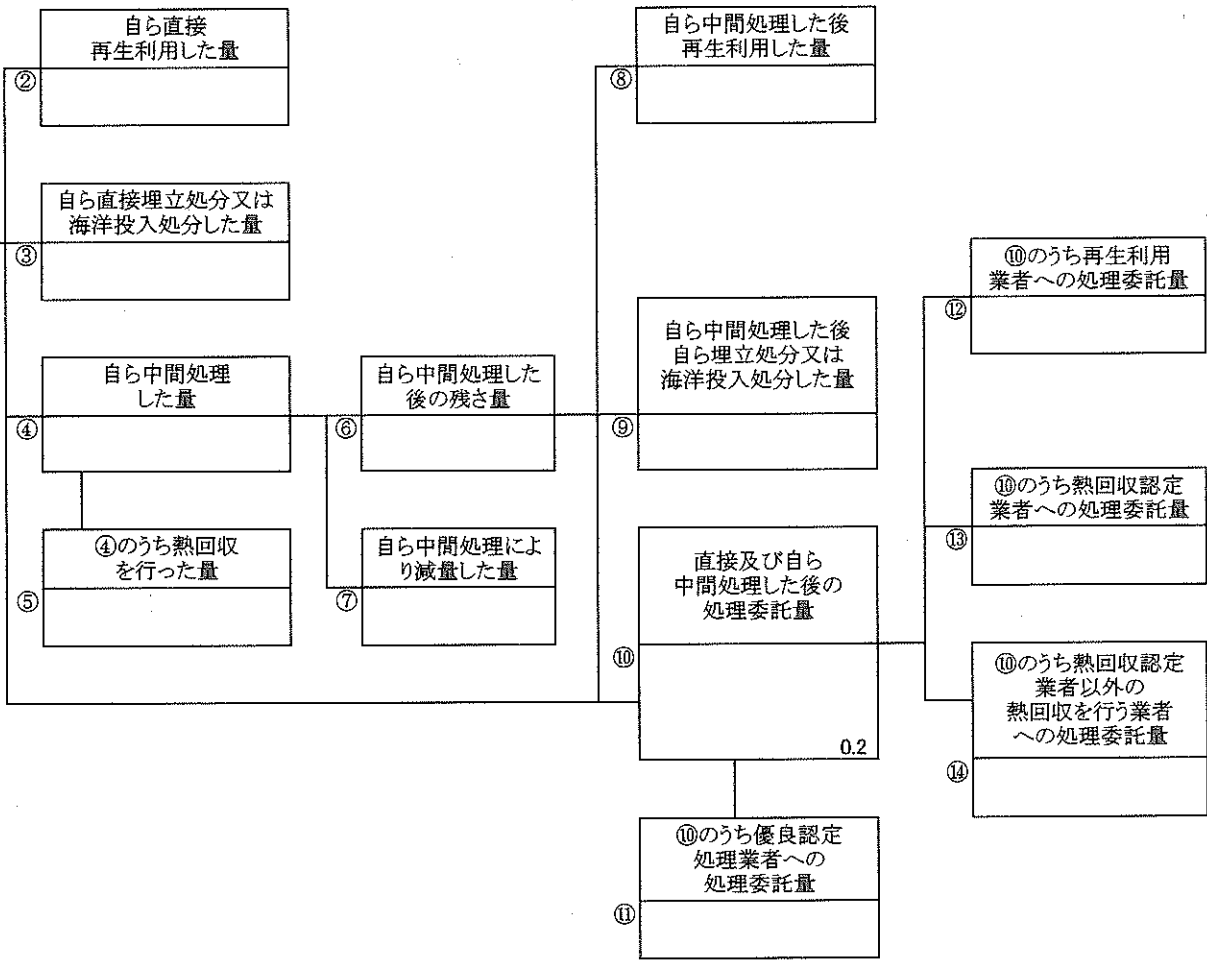 自ら直接
再生利用した量
②
自ら直接埋立処分又は
海洋投入処分した量
③
自ら中間処理
した量
④
④のうち熱回収
を行った量
⑤
自ら中間処理した
後の残さ量
⑥
自ら中間処理によ
り減量した量
⑦
自ら中間処理した後
再生利用した量
⑧
自ら中間処理した後
自ら埋立処分又は
海洋投入処分した量
⑨
直接及び自ら
中間処理した後の
処理委託量
⑩
0.2
⑩のうち優良認定
処理業者への
処理委託量
⑪
⑩のうち再生利用
業者への処理委託量
⑫
⑩のうち熱回収認定
業者への処理委託量
⑬
⑩のうち熱回収認定
業者以外の
熱回収を行う業者
への処理委託量
⑭